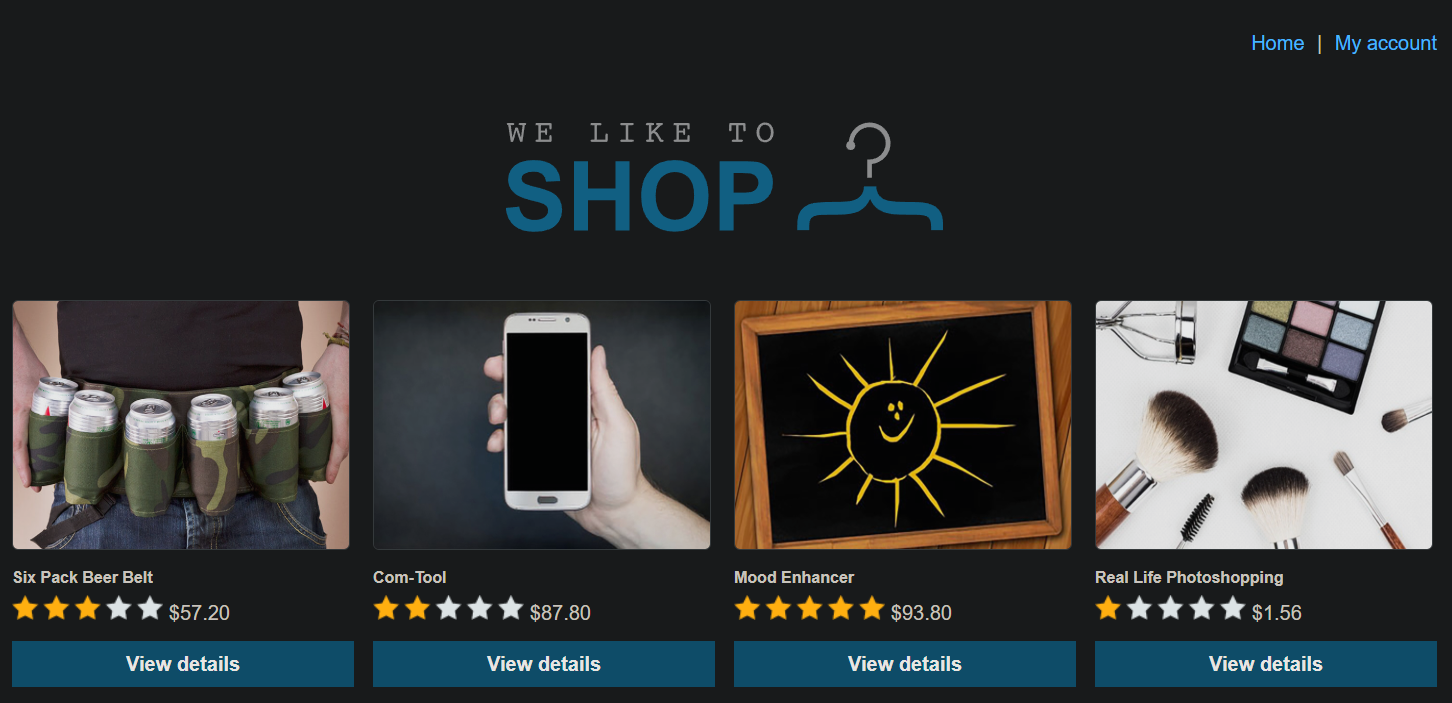 Home | My account
WE LIKE TO
SHOP
Six Pack Beer Belt
$57.20
View details
Com-Tool
$87.80
View details
Mood Enhancer
$93.80
View details
Real Life Photoshopping
$1.56
View details